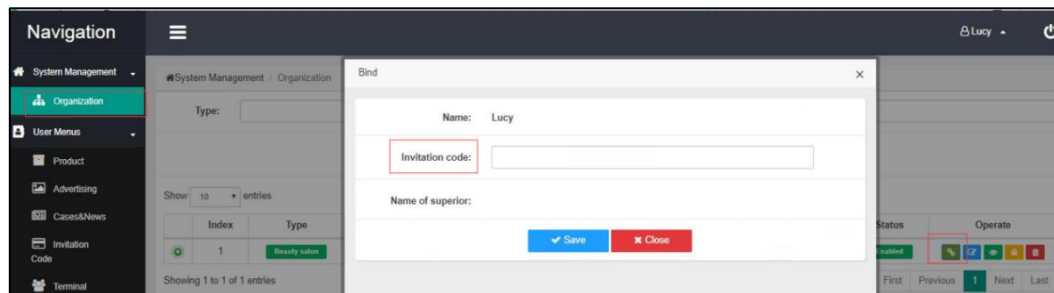 Navigation
Lucy
System Management
System Management / Organization
Bind
Organization
Type:
Name: Lucy
User Menus
Invitation code:
Product
Advertising
Show 10 entries
Name of superior:
Cases&News
Index Type Status Operate
Save Close
Invitation
Code
1 Beauty salon Enabled
Terminal
Showing 1 to 1 of 1 entries
First Previous 1 Next Last